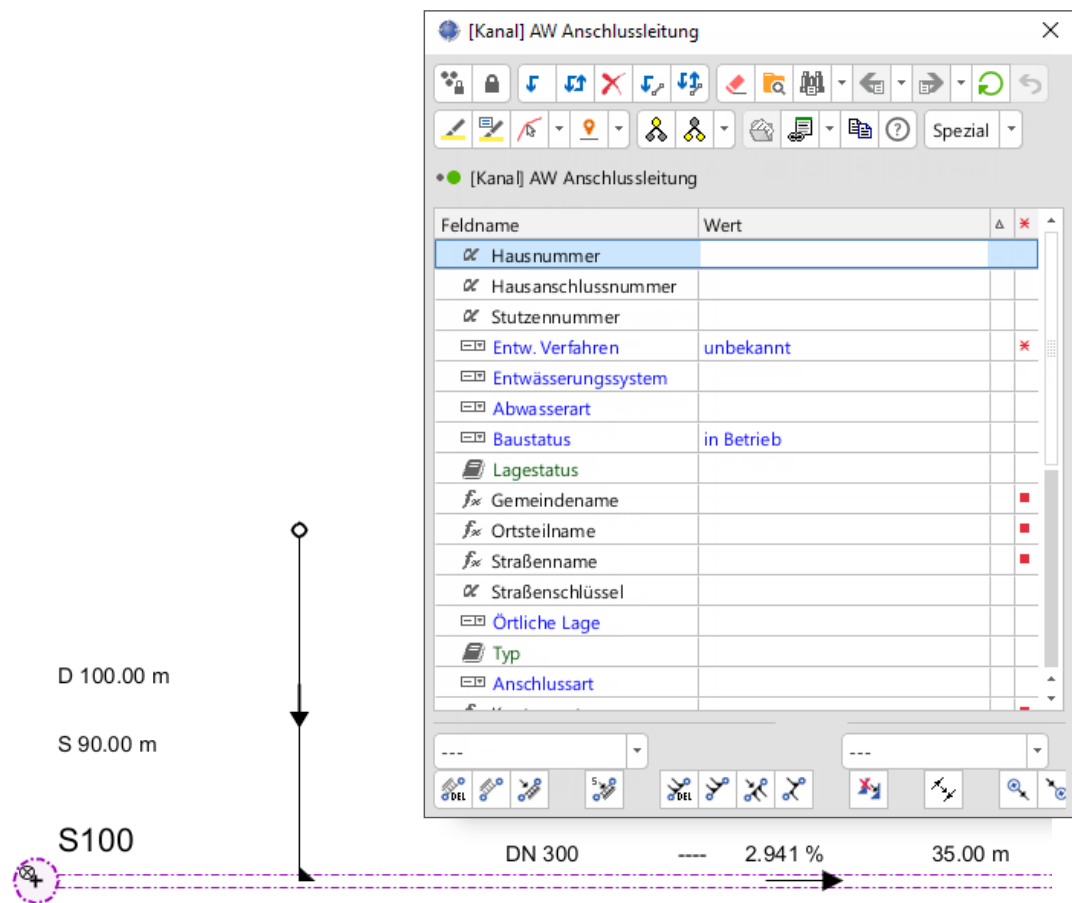 [Kanal] AW Anschlussleitung
Spezial
[Kanal] AW Anschlussleitung
Feldname Wert
Hausnummer
Hausanschlussnummer
Stutzennummer
Entw. Verfahren unbekannt
Entwässerungssystem
Abwasserart
Baustatus in Betrieb
Lagestatus
Gemeindename
Ortsteilname
Straßenname
Straßenschlüssel
Örtliche Lage
Typ
Anschlussart
--- ---
DEL S DEL
D 100.00 m
S 90.00 m
S100
DN 300 ---- 2.941 % 35.00 m